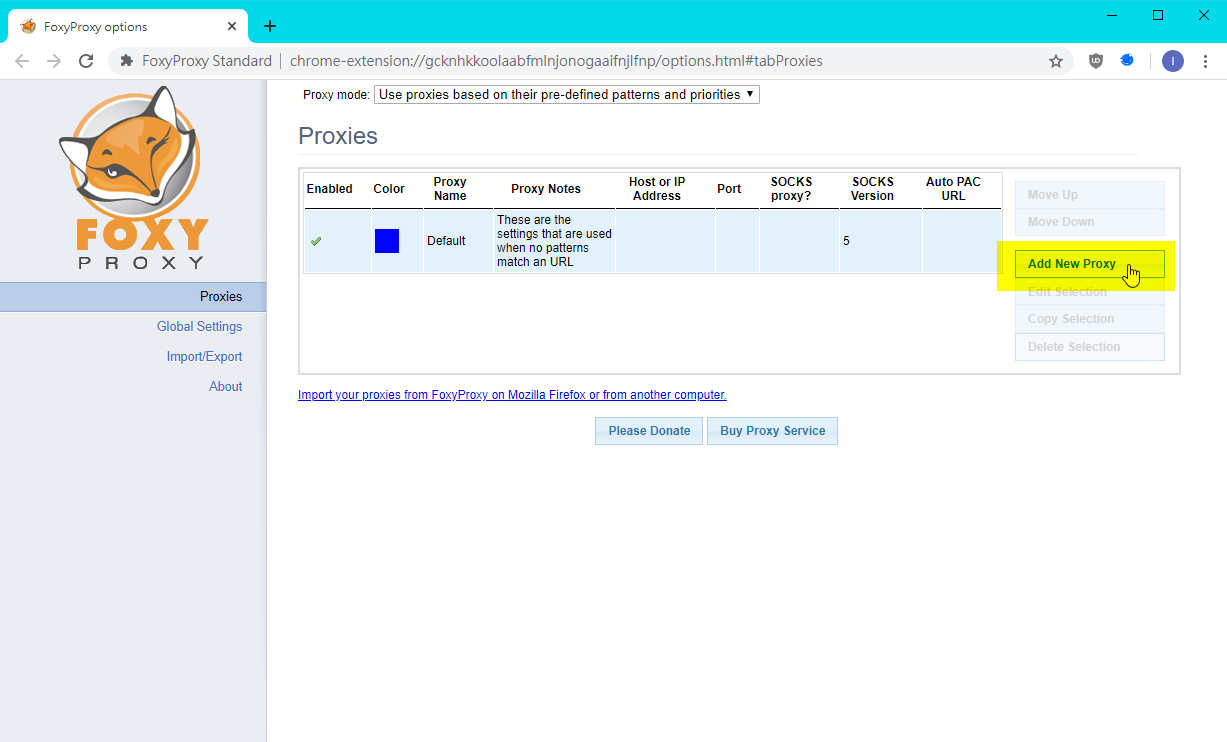 FoxyProxy options
FoxyProxy Standard | chrome-extension://gcknhkkoolaabfmlnjonogaaifnjlfnp/options.html#tabProxies
I
FOXY
PROXY
Proxies
Global Settings
Import/Export
About
Proxy mode: Use proxies based on their pre-defined patterns and priorities
Proxies
Enabled Color Proxy Name Proxy Notes Host or IP Address Port SOCKS proxy? SOCKS Version Auto PAC URL
Default
These are the
settings that are used
when no patterns
match an URL
5
Move Up
Move Down
Add New Proxy
Edit Selection
Copy Selection
Delete Selection
Import your proxies from FoxyProxy on Mozilla Firefox or from another computer.
Please Donate
Buy Proxy Service